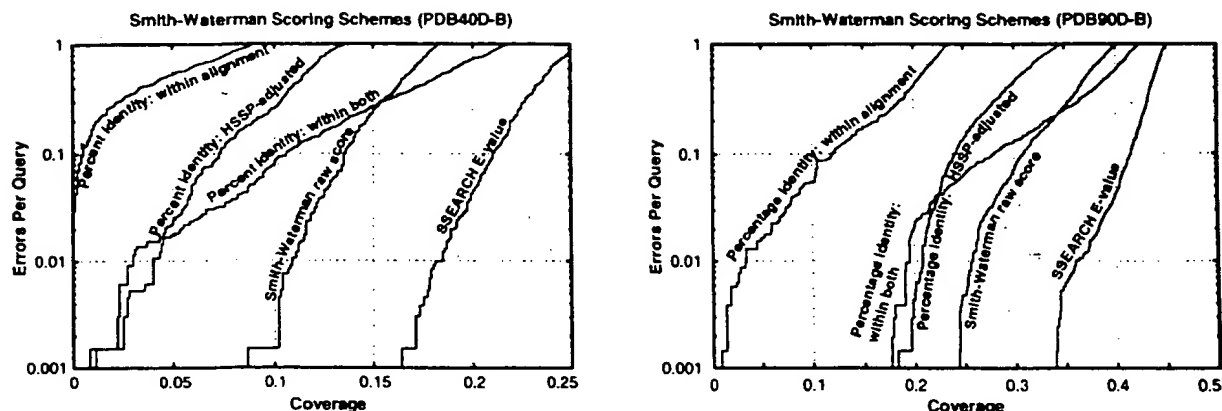 Smith-Waterman Scoring Schemes (PDB40D-B)
1
0.1
0.01
0.001
Errors Per Query
Percent Identity: within alignment
Percent Identity: HSSP-adjusted
Percent Identity: within both
Smith-Waterman raw score
SSEARCH E-value
0
0.05
0.1
0.15
0.2
0.25
Coverage
Smith-Waterman Scoring Schemes (PDB90D-B)
1
0.1
0.01
0.001
Errors Per Query
Percentage Identity: within alignment
Percentage Identity:
within both
Percentage Identity: HSSP-adjusted
Smith-Waterman raw score
SSEARCH E-value
0
0.1
0.2
0.3
0.4
0.5
Coverage